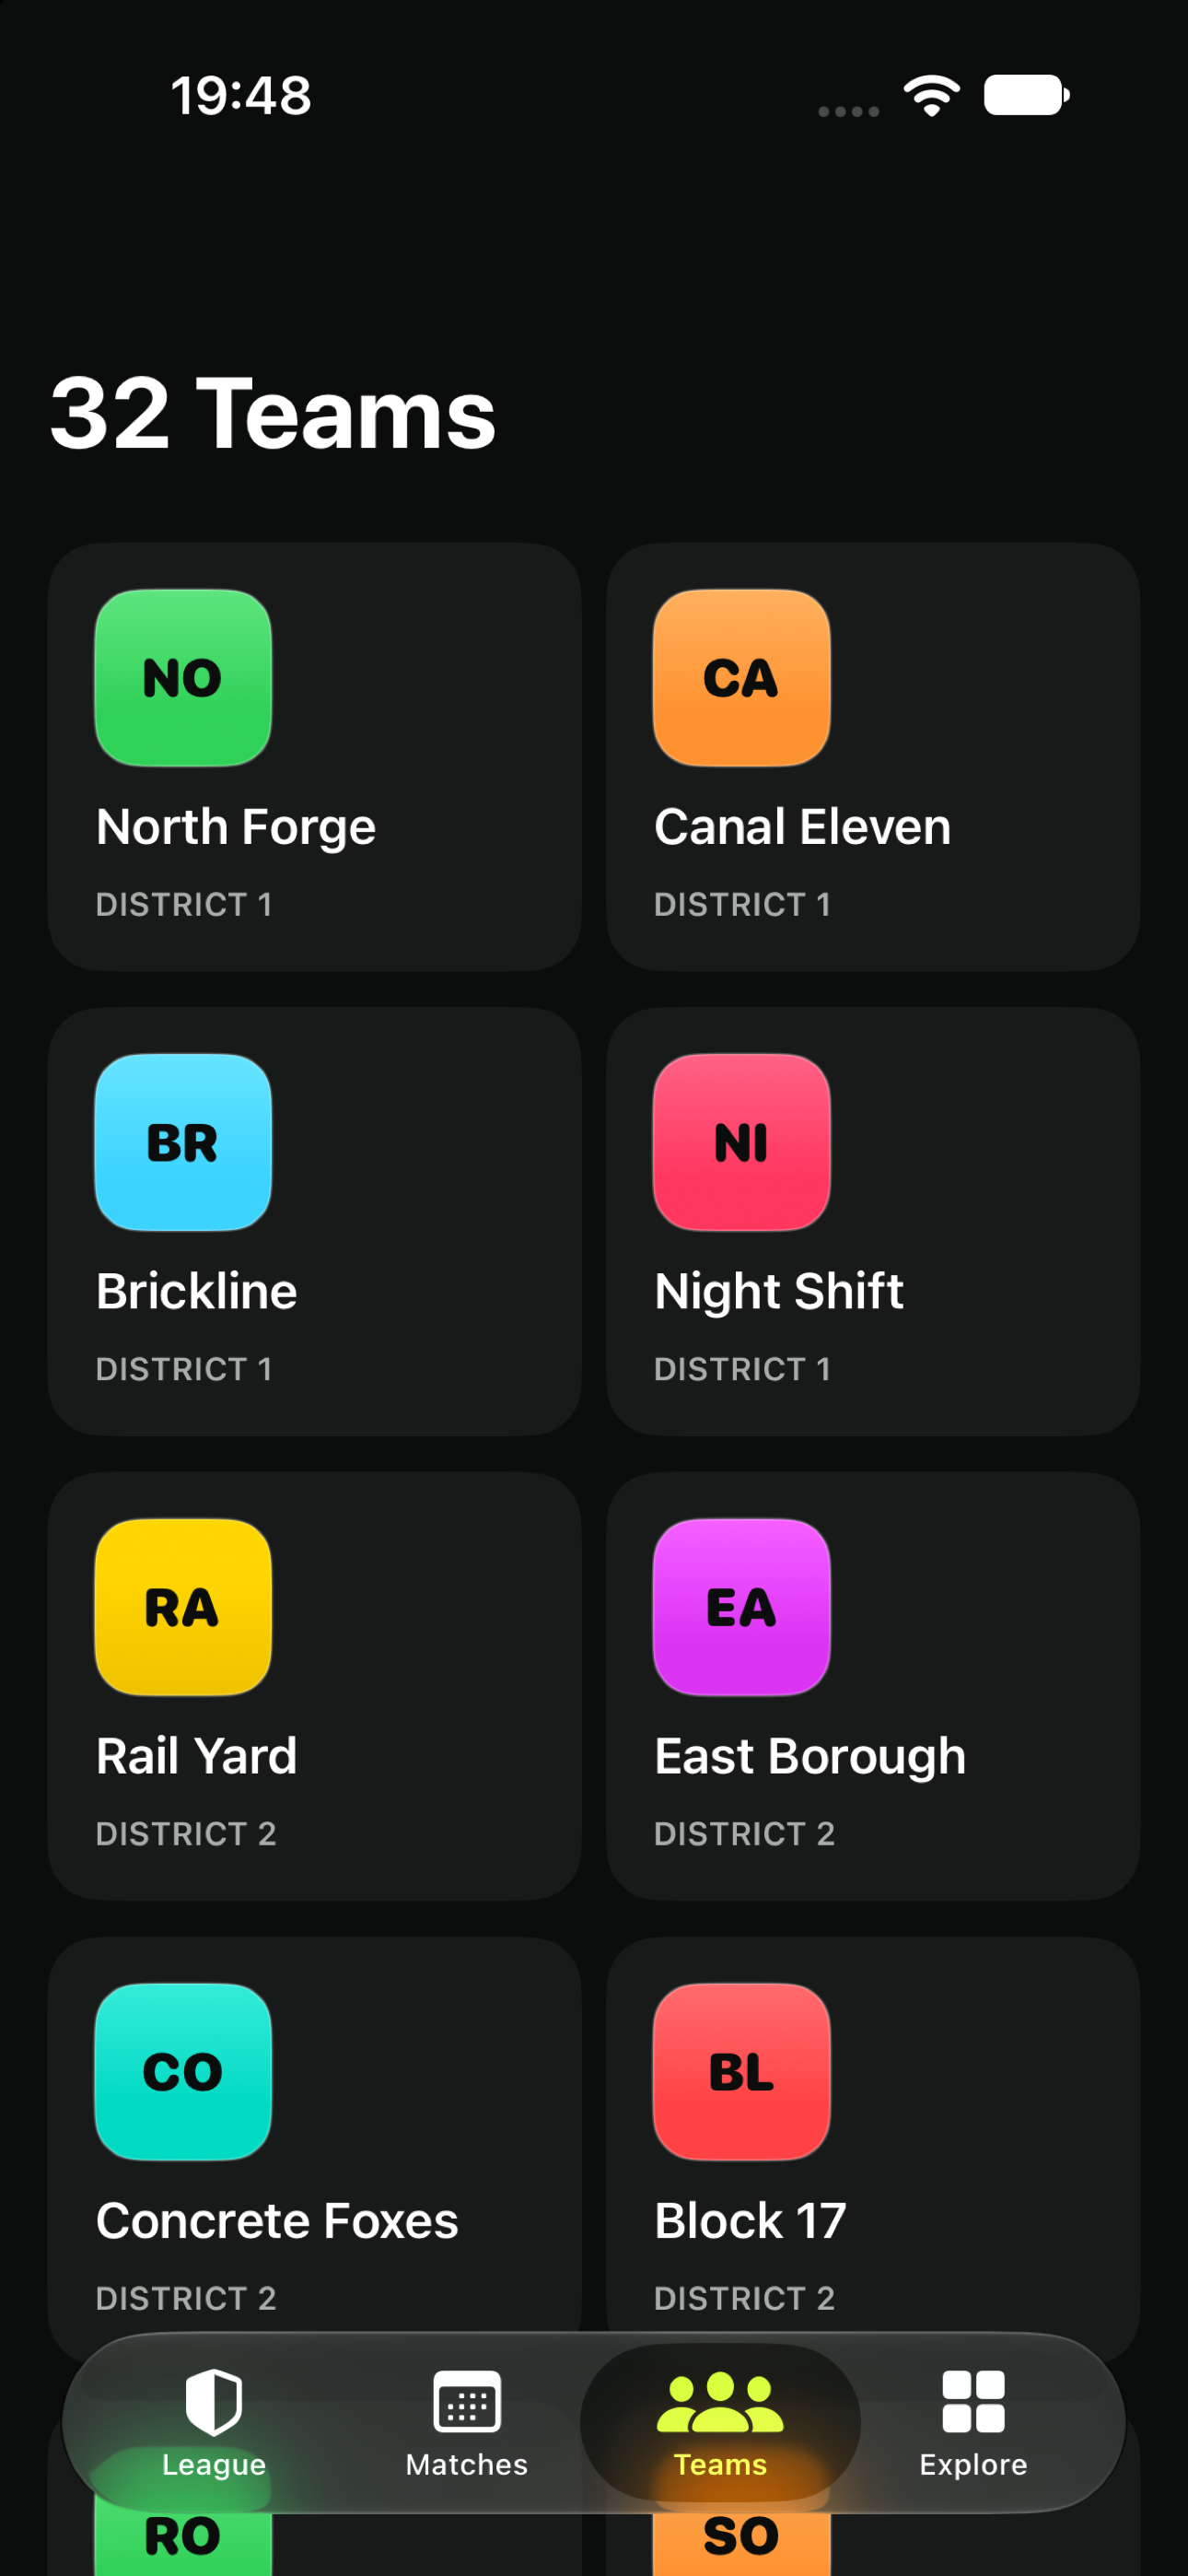 19:48
32 Teams
NO
CA
North Forge
Canal Eleven
DISTRICT 1
DISTRICT 1
BR
NI
Brickline
Night Shift
DISTRICT 1
DISTRICT 1
RA
EA
Rail Yard
East Borough
DISTRICT 2
DISTRICT 2
CO
BL
Concrete Foxes
Block 17
DISTRICT 2
DISTRICT 2
League
Matches
Teams
Explore
RO
SO